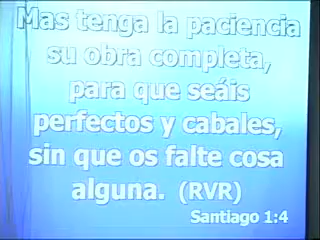 Mas tenga la paciencia
su obra completa,
para que seáis
perfectos y cabales,
sin que os falte cosa
alguna. (RVR)
Santiago 1:4